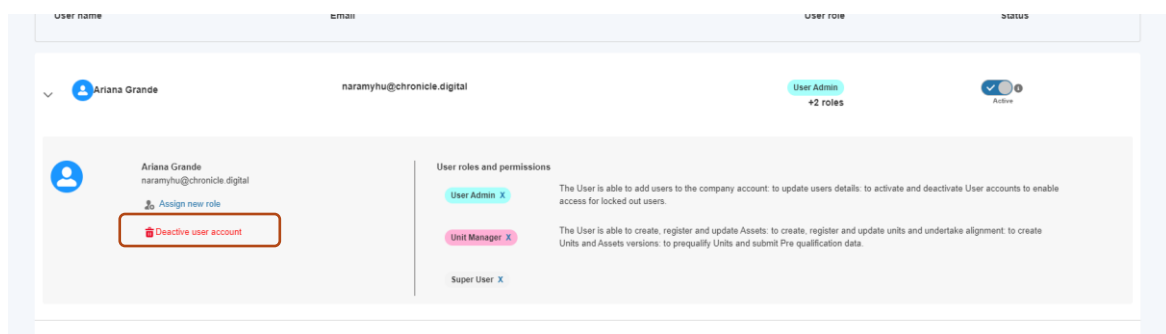 User name Email User role Status
Ariana Grande naramyhu@chronicle.digital User Admin
+2 roles
Active
Ariana Grande
naramyhu@chronicle.digital
Assign new role
Deactive user account
User roles and permissions
User Admin X
The User is able to add users to the company account: to update users details: to activate and deactivate User accounts to enable
access for locked out users.
Unit Manager X
The User is able to create, register and update Assets: to create, register and update units and undertake alignment: to create
Units and Assets versions: to prequalify Units and submit Pre qualification data.
Super User X